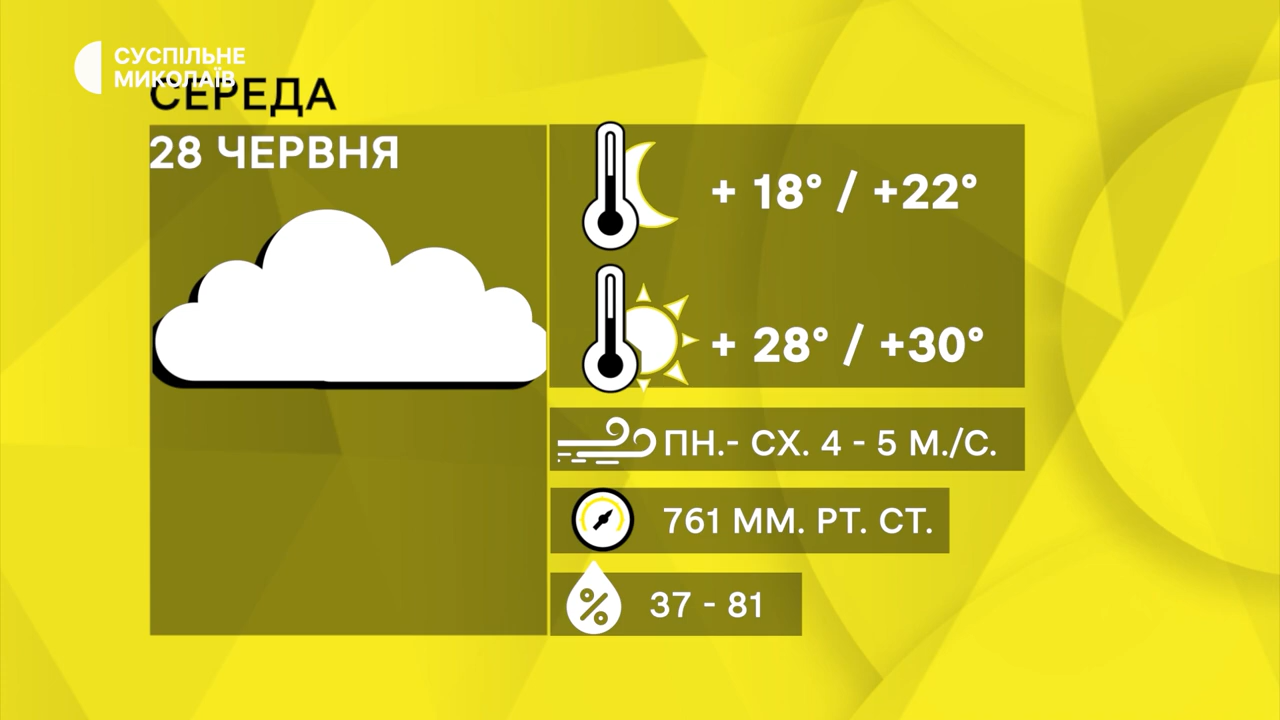 СУСПІЛЬНЕ
МИКОЛАЇВ
СЕРЕДА
28 ЧЕРВНЯ
+ 18° / +22°
+ 28° / +30°
ПН.- СХ. 4 - 5 М./С.
761 ММ. РТ. СТ.
% 37 - 81